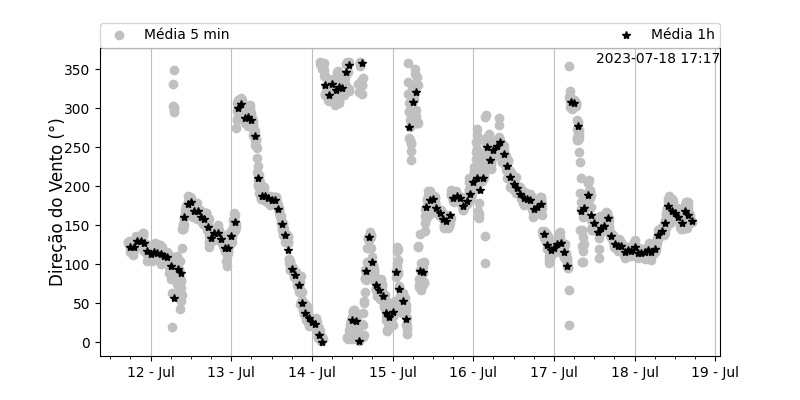 Média 5 min
Média 1h
2023-07-18 17:17
Direção do Vento (°)
350
300
250
200
150
100
50
0
12 - Jul
13 - Jul
14 - Jul
15 - Jul
16 - Jul
17 - Jul
18 - Jul
19 - Jul